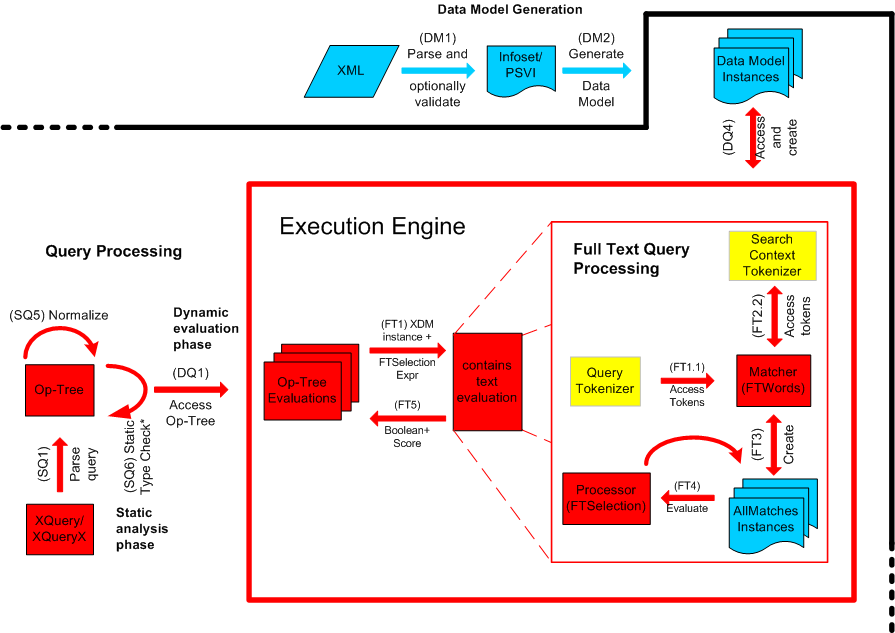 Data Model Generation
XML
(DM1)
Parse and
optionally
validate
Infoset/
PSVI
(DM2)
Generate
Data
Model
Data Model
Instances
(DQ4)
Access
and
create
Execution Engine
Query Processing
(SQ5) Normalize
Op-Tree
(SQ1)
Parse
query
(SQ6) Static
Type Check*
XQuery/
XQueryX
Static
analysis
phase
Dynamic
evaluation
phase
(DQ1)
Access
Op-Tree
Op-Tree
Evaluations
(FT1) XDM
instance +
FTSelection
Expr
(FT5)
Boolean+
Score
contains
text
evaluation
Full Text Query
Processing
Search
Context
Tokenizer
(FT2.2)
Access
tokens
Query
Tokenizer
(FT1.1)
Access
Tokens
Matcher
(FTWords)
(FT3)
Create
Processor
(FTSelection)
(FT4)
Evaluate
AllMatches
Instances